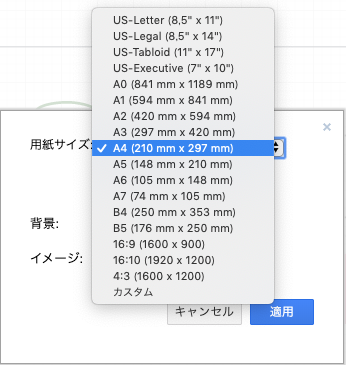 US-Letter (8,5" x 11")
US-Legal (8,5" x 14")
US-Tabloid (11" x 17")
US-Executive (7" x 10")
A0 (841 mm x 1189 mm)
A1 (594 mm x 841 mm)
A2 (420 mm x 594 mm)
A3 (297 mm x 420 mm)
用紙サイズ:
✓ A4 (210 mm x 297 mm)
A5 (148 mm x 210 mm)
A6 (105 mm x 148 mm)
A7 (74 mm x 105 mm)
B4 (250 mm x 353 mm)
B5 (176 mm x 250 mm)
16:9 (1600 x 900)
16:10 (1920 x 1200)
4:3 (1600 x 1200)
カスタム
背景:
イメージ:
キャンセル
適用